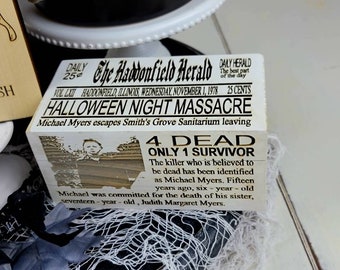 DAILY
25¢
The Haddonfield Herald
DAILY HERALD
The best part
of the day
VOL LXII HADDONFIELD, ILLINOIS, WEDNESDAY, NOVEMBER 1, 1978 25 CENTS
HALLOWEEN NIGHT MASSACRE
Michael Myers escapes Smith's Grove Sanitarium leaving
4 DEAD
ONLY 1 SURVIVOR
The killer who is believed to
be dead has been identified
as Michael Myers. Fifteen
years ago, six - year - old
Michael was committed for the death of his sister,
seventeen - year - old , Judith Margaret Myers.
SH